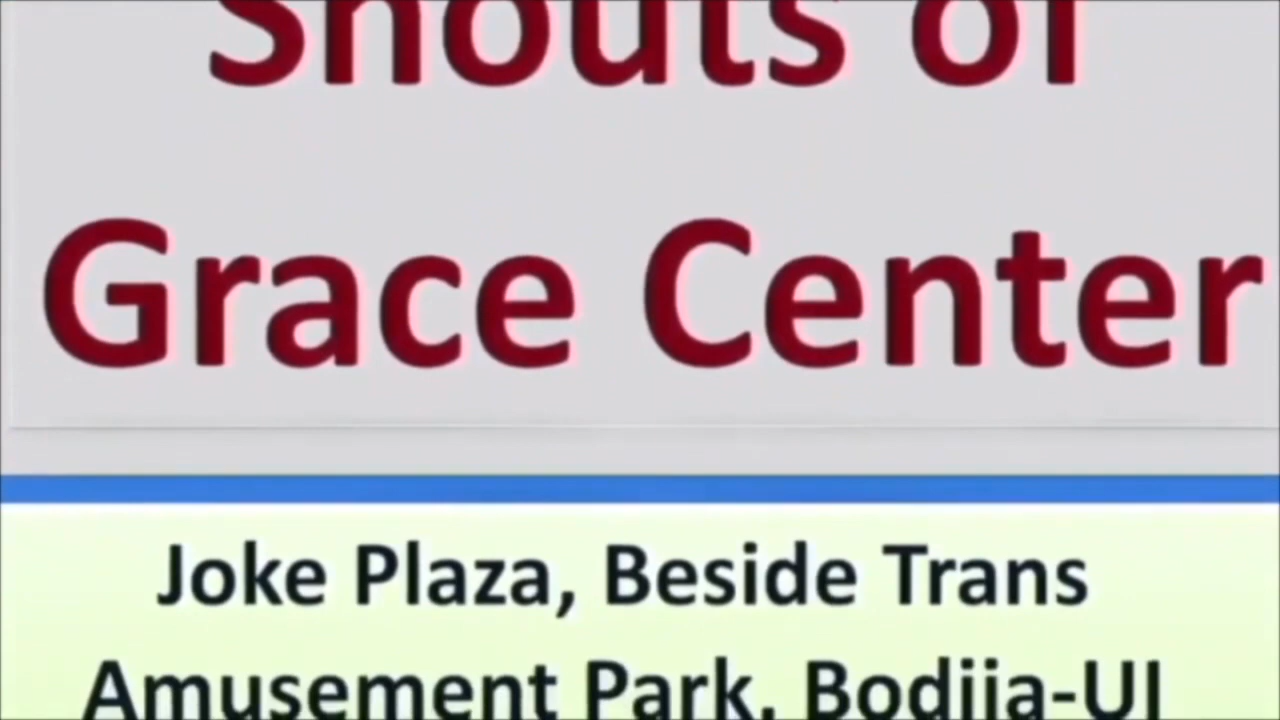 Shouts of
Grace Center
Joke Plaza, Beside Trans
Amusement Park, Bodija-UI